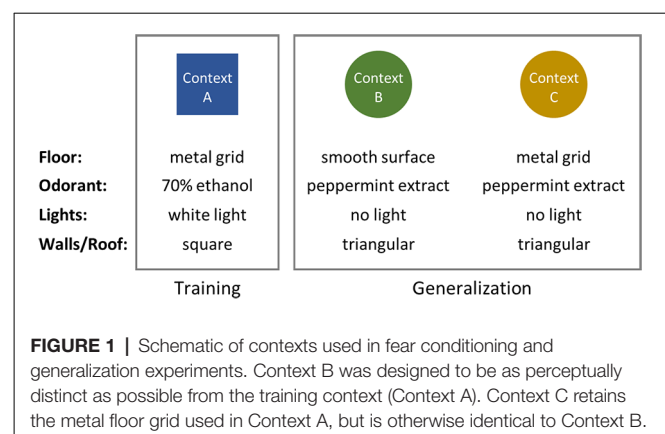 Context
A
Context
B
Context
C
Floor: metal grid smooth surface metal grid
Odorant: 70% ethanol peppermint extract peppermint extract
Lights: white light no light no light
Walls/Roof: square triangular triangular
Training Generalization
FIGURE 1 | Schematic of contexts used in fear conditioning and
generalization experiments. Context B was designed to be as perceptually
distinct as possible from the training context (Context A). Context C retains
the metal floor grid used in Context A, but is otherwise identical to Context B.